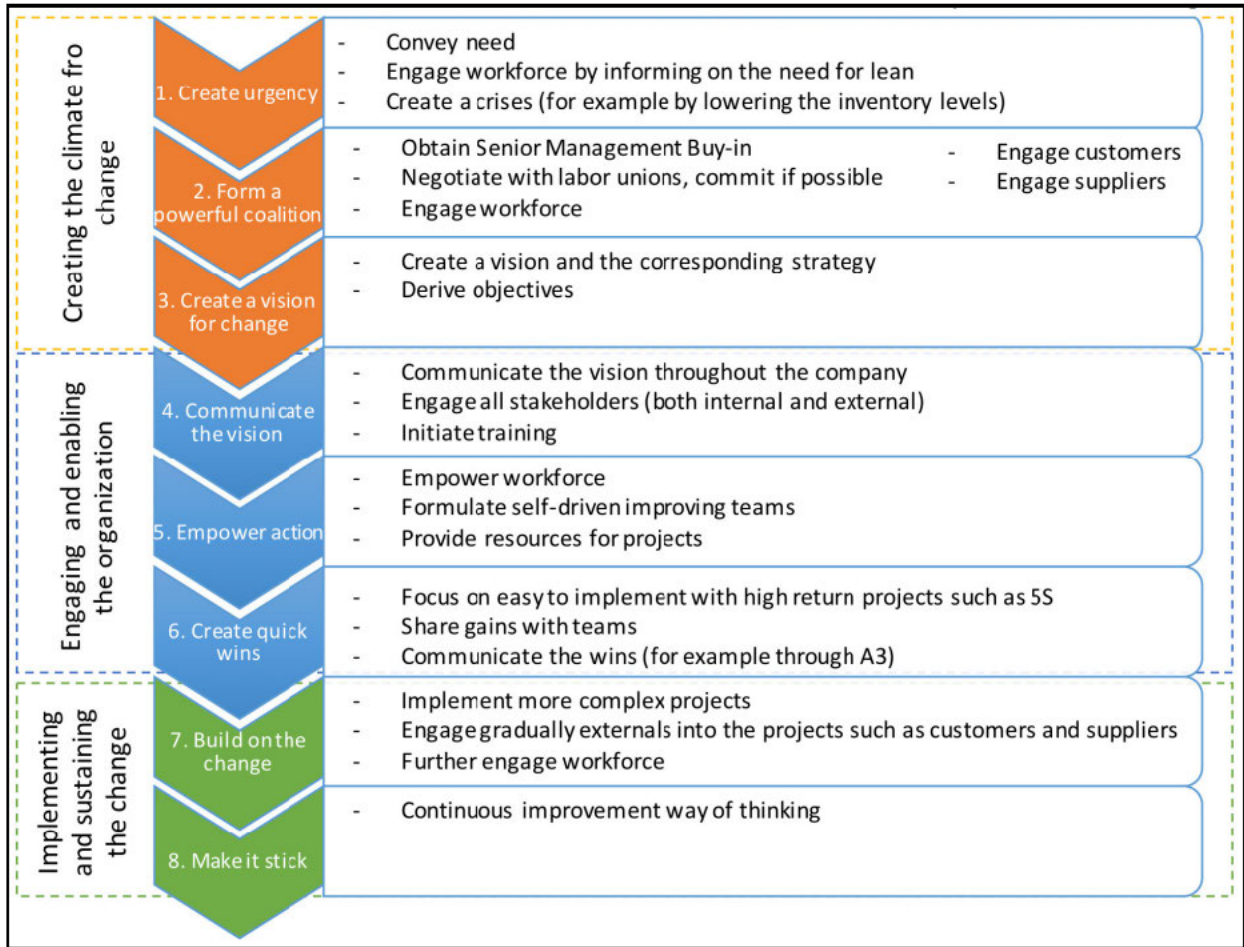 Creating the climate fro
change
1. Create urgency
- Convey need
- Engage workforce by informing on the need for lean
- Create a crises (for example by lowering the inventory levels)
2. Form a
powerful coalition
- Obtain Senior Management Buy-in
- Negotiate with labor unions, commit if possible
- Engage workforce
- Engage customers
- Engage suppliers
3. Create a vision
for change
- Create a vision and the corresponding strategy
- Derive objectives
Engaging and enabling
the organization
4. Communicate
the vision
- Communicate the vision throughout the company
- Engage all stakeholders (both internal and external)
- Initiate training
5. Empower action
- Empower workforce
- Formulate self-driven improving teams
- Provide resources for projects
6. Create quick
wins
- Focus on easy to implement with high return projects such as 5S
- Share gains with teams
- Communicate the wins (for example through A3)
Implementing
and sustaining
the change
7. Build on the
change
- Implement more complex projects
- Engage gradually externals into the projects such as customers and suppliers
- Further engage workforce
8. Make it stick
- Continuous improvement way of thinking